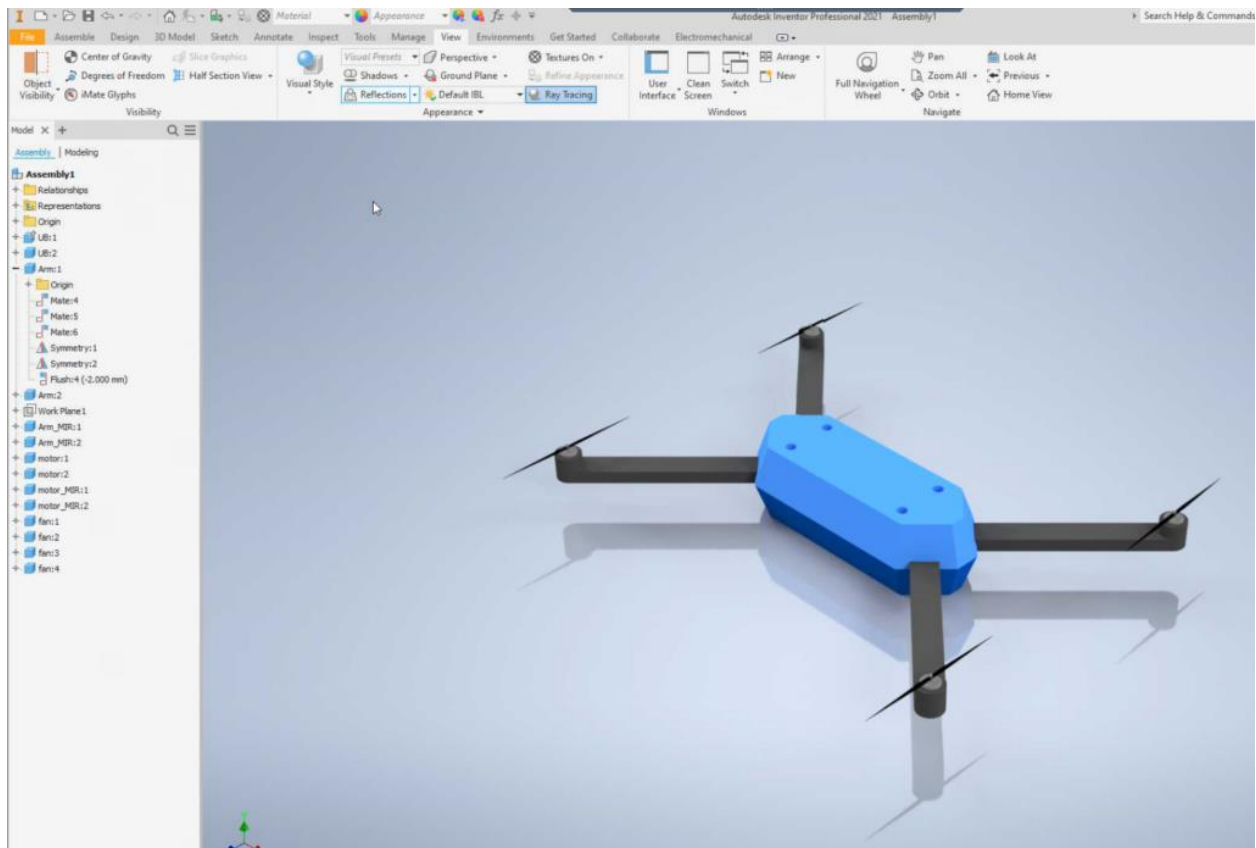 Material
Appearance
fx
Autodesk Inventor Professional 2021 Assembly1
Search Help & Commands
File Assemble Design 3D Model Sketch Annotate Inspect Tools Manage View Environments Get Started Collaborate Electromechanical
Center of Gravity Slice Graphics Visual Presets Perspective Textures On Arrange Pan Look At
Degrees of Freedom Half Section View Shadows Ground Plane Refine Appearance New Zoom All Previous
iMate Glyphs Reflections Default IBL Ray Tracing Orbit Home View
Object Visibility
Visual Style
User Interface
Clean Screen
Switch
Full Navigation Wheel
Visibility Appearance Windows Navigate
Model
Assembly | Modeling
Assembly1
Relationships
Representations
Origin
UB:1
UB:2
Arm:1
Origin
Mate:4
Mate:5
Mate:6
Symmetry:1
Symmetry:2
Flush:4 (-2.000 mm)
Arm:2
Work Plane1
Arm_MIR:1
Arm_MIR:2
motor:1
motor:2
motor_MIR:1
motor_MIR:2
fan:1
fan:2
fan:3
fan:4